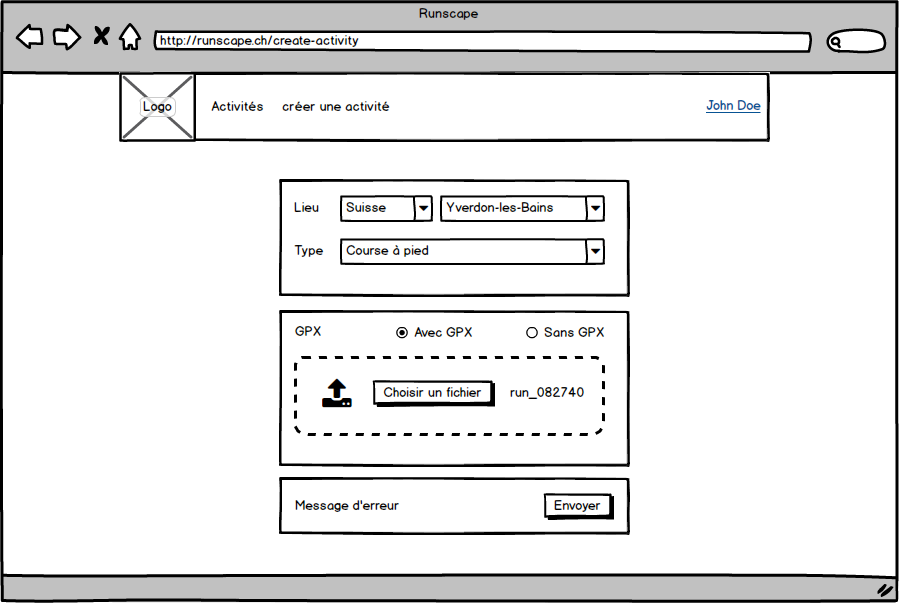 Runscape
http://runscape.ch/create-activity
Logo
Activités créer une activité
John Doe
Lieu Suisse Yverdon-les-Bains
Type Course à pied
GPX Avec GPX Sans GPX
Choisir un fichier run_082740
Message d'erreur Envoyer